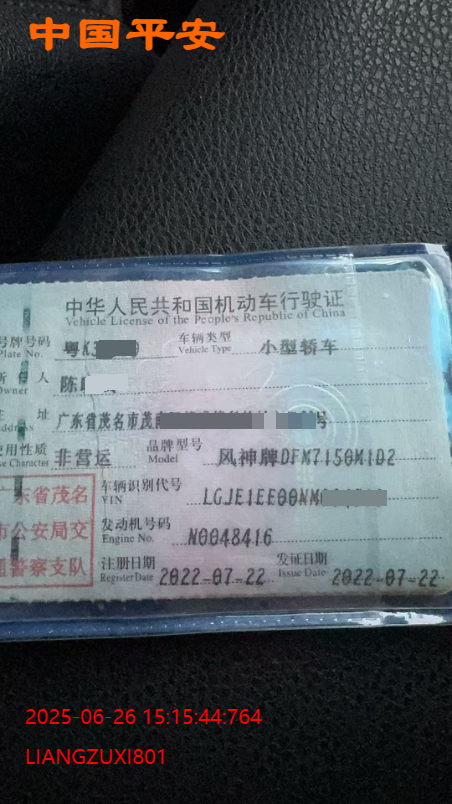 中国平安
中华人民共和国机动车行驶证
Vehicle License of the People's Republic of China
号牌号码 粤K3 车辆类型 小型轿车
Plate No. Vehicle Type
所有人 陈
Owner
住址 广东省茂名市茂南 号
Address
使用性质 非营运 品牌型号 风神牌DFM7150M1D2
Use Character Model
广东省茂名
市公安局交
通警察支队
车辆识别代号 LGJE1EE00NM
VIN
发动机号码 N0048416
Engine No.
注册日期 2022-07-22 发证日期 2022-07-22
Register Date Issue Date
2025-06-26 15:15:44:764
LIANGZUXI801